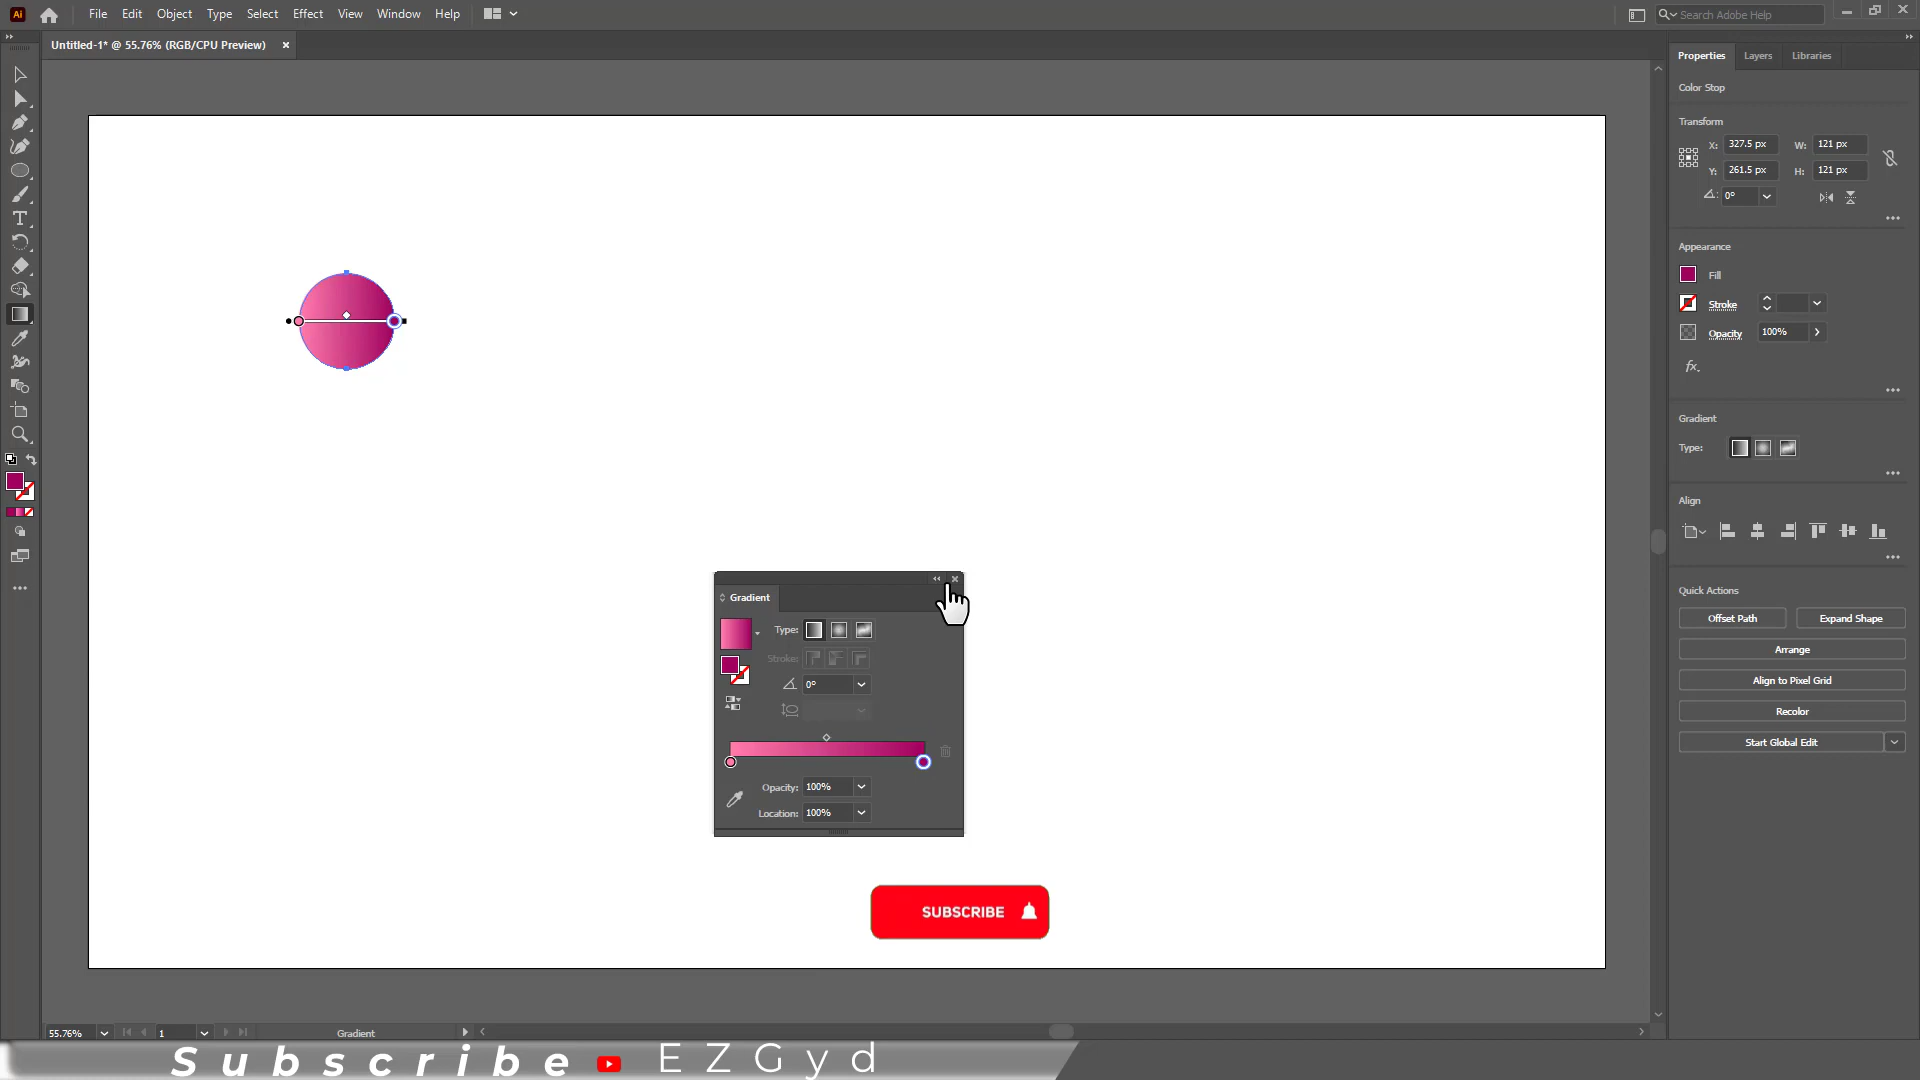 Ai File Edit Object Type Select Effect View Window Help Search Adobe Help
Untitled-1* @ 55.76% (RGB/CPU Preview)
Properties Layers Libraries
Color Stop
Transform
X: 327.5 px W: 121 px
Y: 261.5 px H: 121 px
0°
Appearance
Fill
Stroke
Opacity 100%
fx.
Gradient
Type:
Align
Quick Actions
Offset Path Expand Shape
Arrange
Align to Pixel Grid
Recolor
Start Global Edit
Gradient
Type:
Stroke:
0°
Opacity: 100%
Location: 100%
SUBSCRIBE
55.76% 1 Gradient
Subscribe EZGyd